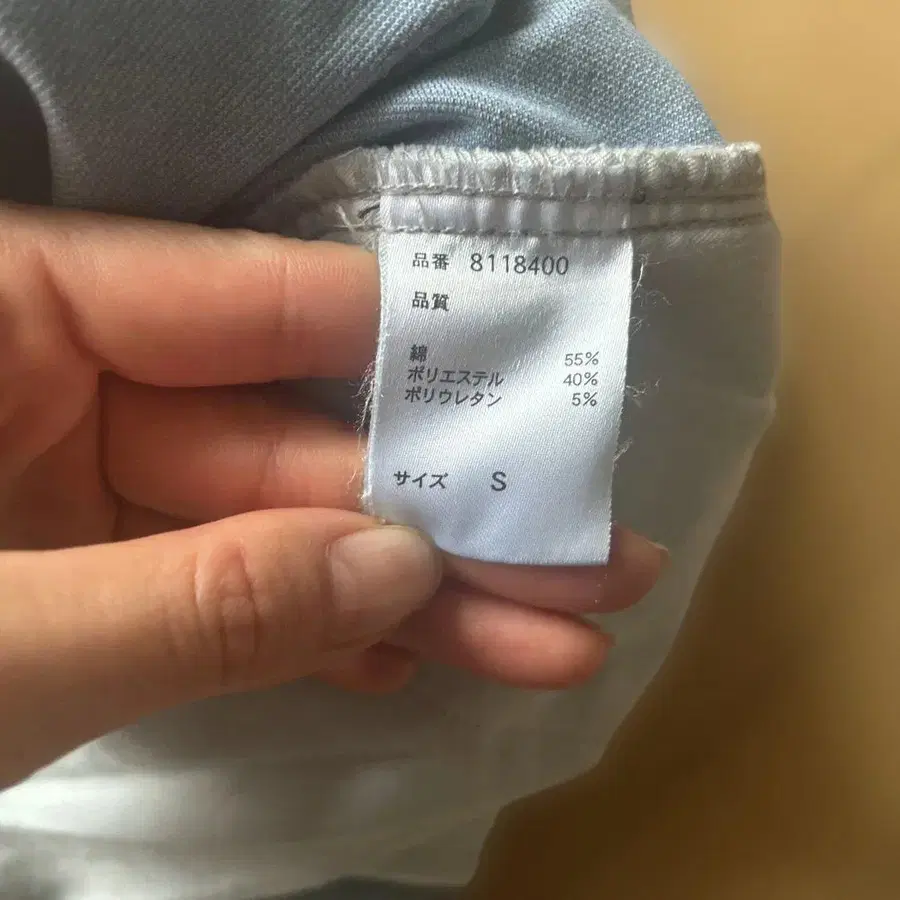 品番 8118400
品質
綿 55%
ポリエステル 40%
ポリウレタン 5%
サイズ S